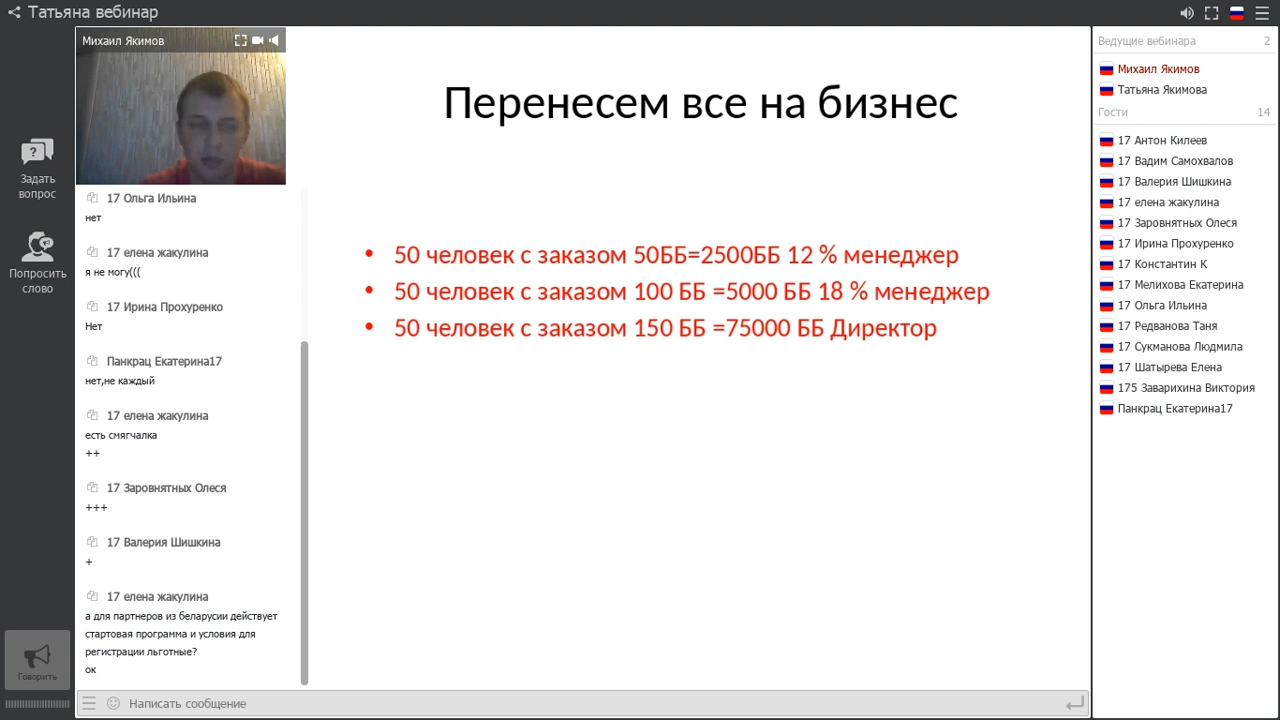 Татьяна вебинар
Михаил Якимов
Задать
вопрос
Попросить
слово
Говорить
17 Ольга Ильина
нет
17 елена жакулина
я не могу(((
17 Ирина Прохуренко
Нет
Панкрац Екатерина17
нет,не каждый
17 елена жакулина
есть смягчалка
++
17 Заровнятных Олеся
+++
17 Валерия Шишкина
+
17 елена жакулина
а для партнеров из беларусии действует
стартовая программа и условия для
регистрации льготные?
ок
Написать сообщение
Перенесем все на бизнес
• 50 человек с заказом 50ББ=2500ББ 12 % менеджер
• 50 человек с заказом 100 ББ =5000 ББ 18 % менеджер
• 50 человек с заказом 150 ББ =75000 ББ Директор
Ведущие вебинара 2
Михаил Якимов
Татьяна Якимова
Гости 14
17 Антон Килеев
17 Вадим Самохвалов
17 Валерия Шишкина
17 елена жакулина
17 Заровнятных Олеся
17 Ирина Прохуренко
17 Константин К
17 Мелихова Екатерина
17 Ольга Ильина
17 Редванова Таня
17 Сукманова Людмила
17 Шатырева Елена
175 Заварихина Виктория
Панкрац Екатерина17